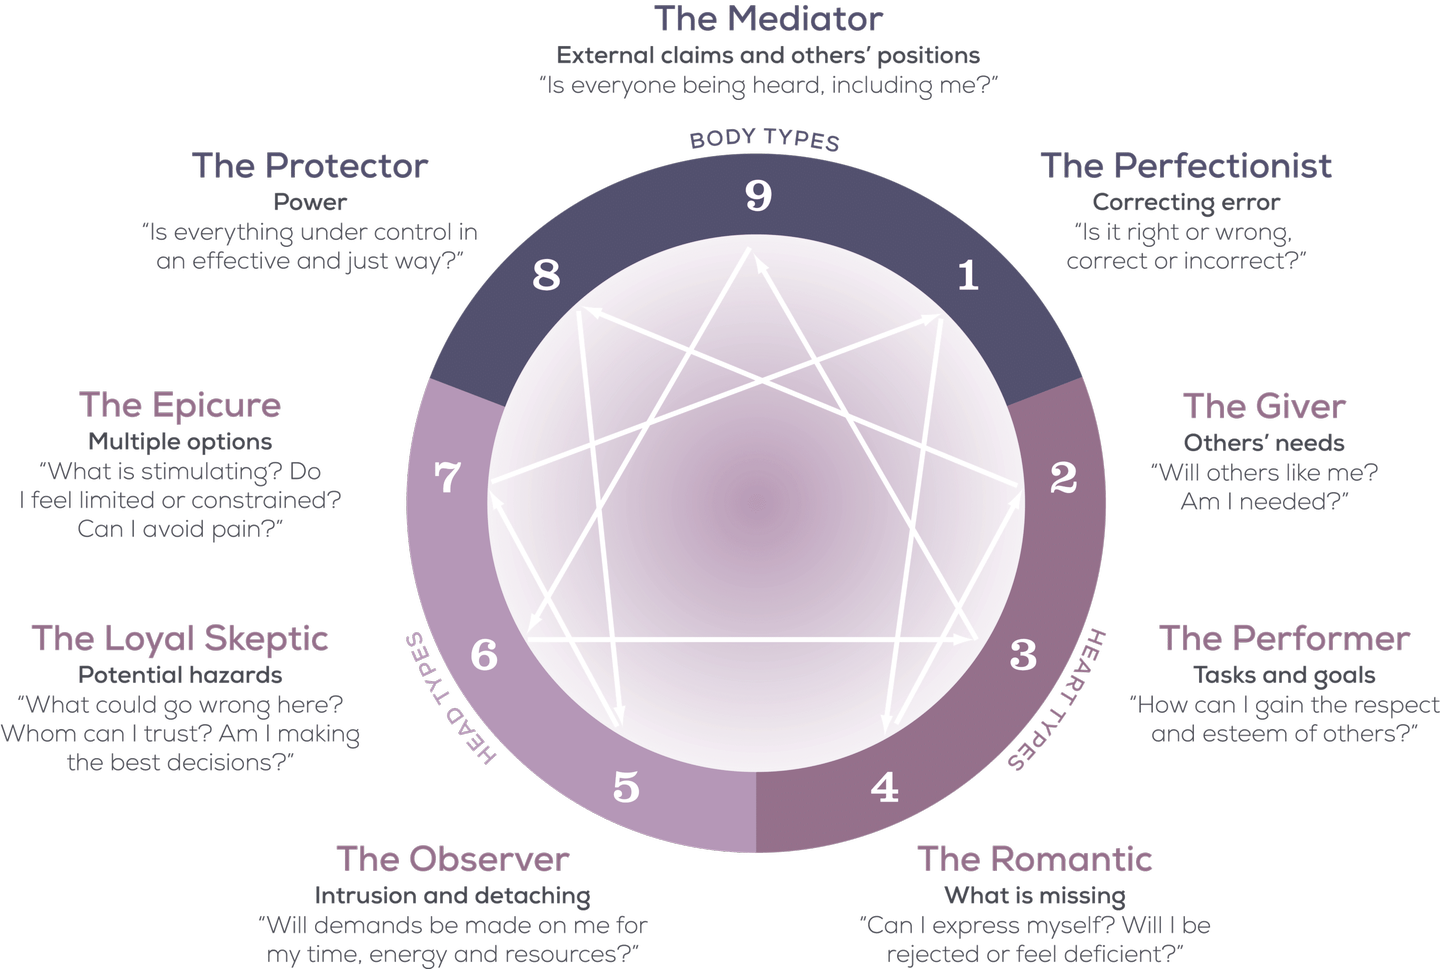 The Mediator
External claims and others’ positions
“Is everyone being heard, including me?”
BODY TYPES
The Protector
Power
“Is everything under control in
an effective and just way?”
The Perfectionist
Correcting error
“Is it right or wrong,
correct or incorrect?”
9
8
1
The Epicure
Multiple options
“What is stimulating? Do
I feel limited or constrained?
Can I avoid pain?”
7
2
The Giver
Others’ needs
“Will others like me?
Am I needed?”
The Loyal Skeptic
Potential hazards
“What could go wrong here?
Whom can I trust? Am I making
the best decisions?”
HEAD TYPES
6
3
HEART TYPES
The Performer
Tasks and goals
“How can I gain the respect
and esteem of others?”
5
4
The Observer
Intrusion and detaching
“Will demands be made on me for
my time, energy and resources?”
The Romantic
What is missing
“Can I express myself? Will I be
rejected or feel deficient?”